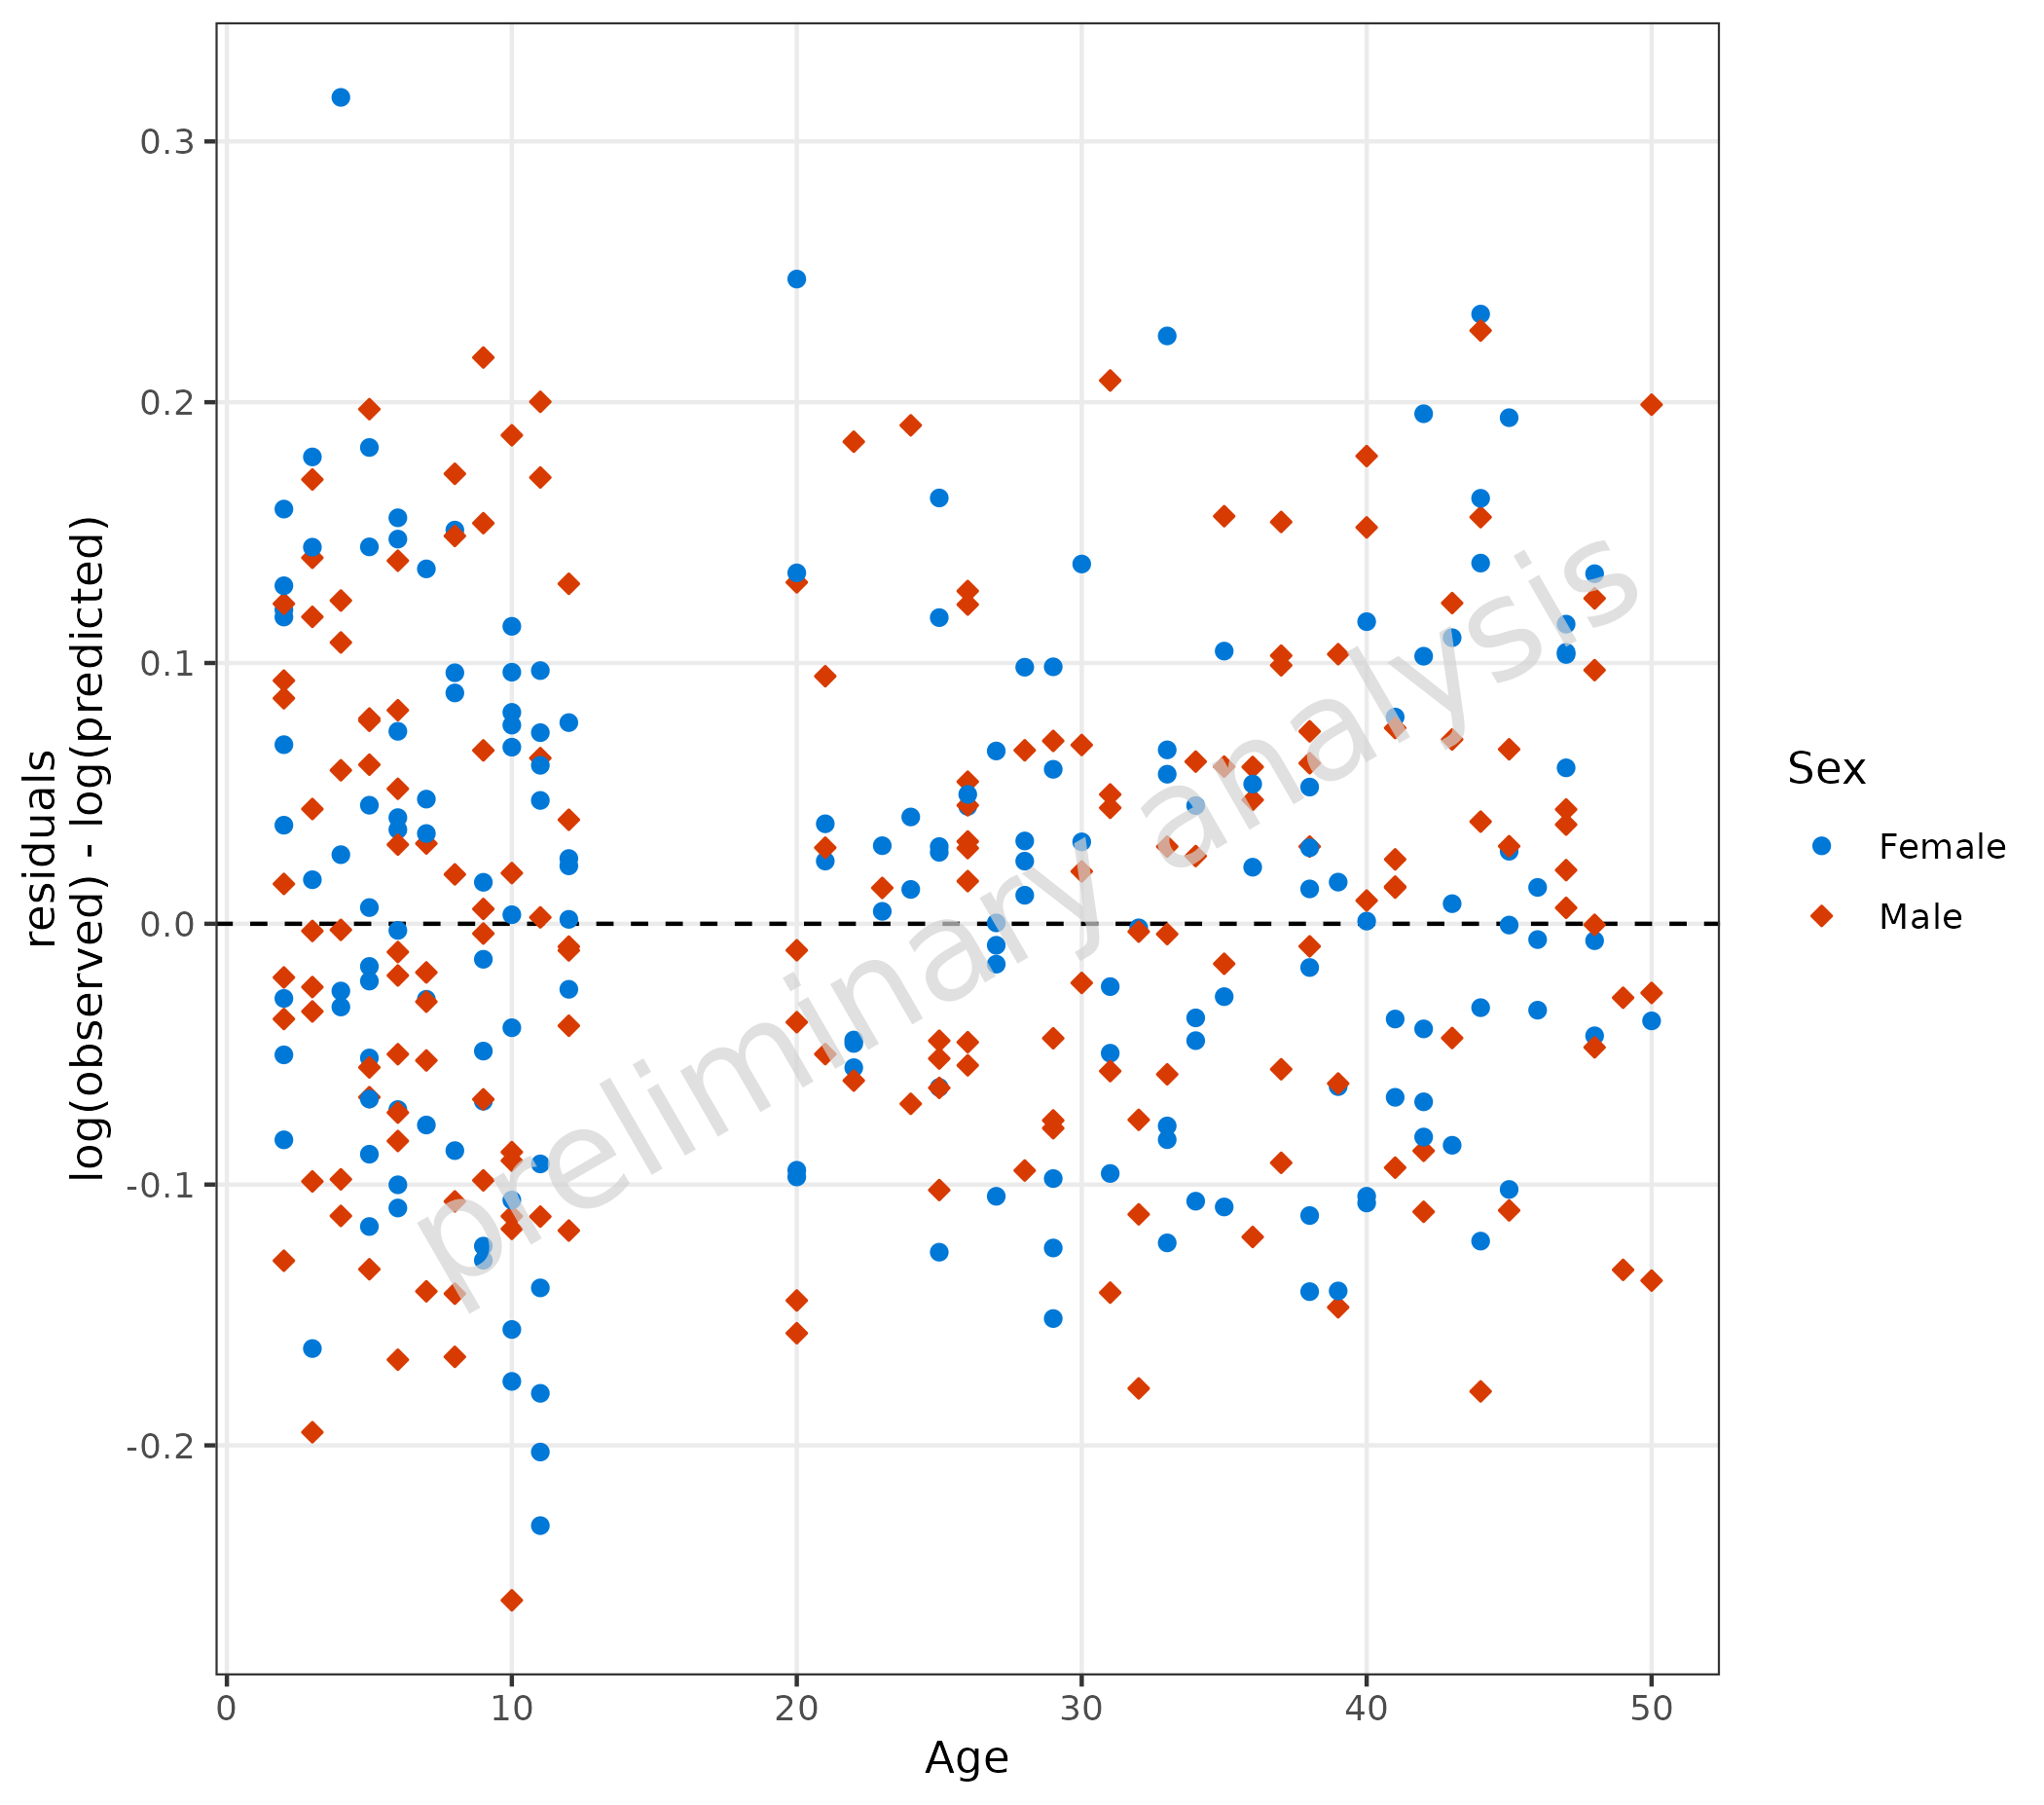 residuals
log(observed) - log(predicted)
0.3
0.2
0.1
0.0
-0.1
-0.2
0
10
20
30
40
50
Age
Sex
Female
Male
preliminary analysis